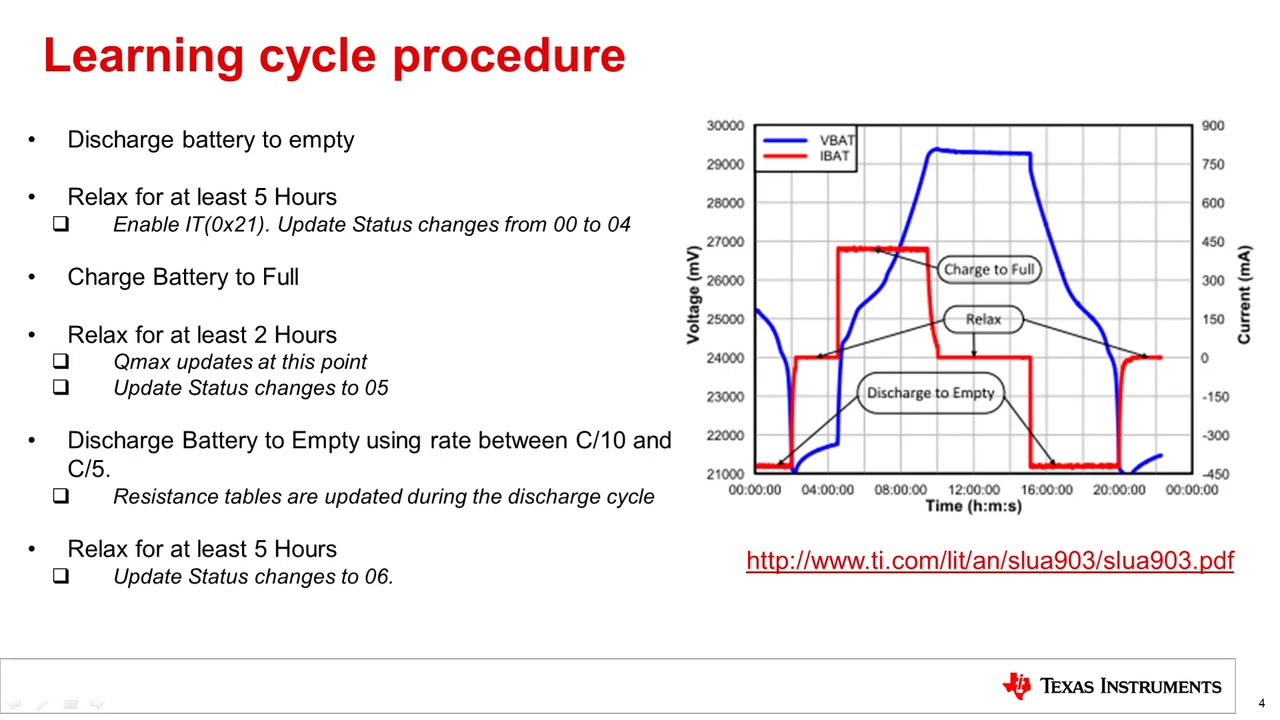 Learning cycle procedure
• Discharge battery to empty
• Relax for at least 5 Hours
❑ Enable IT(0x21). Update Status changes from 00 to 04
• Charge Battery to Full
• Relax for at least 2 Hours
❑ Qmax updates at this point
❑ Update Status changes to 05
• Discharge Battery to Empty using rate between C/10 and
C/5.
❑ Resistance tables are updated during the discharge cycle
• Relax for at least 5 Hours
❑ Update Status changes to 06.
VBAT
IBAT
Voltage (mV)
30000
29000
28000
27000
26000
25000
24000
23000
22000
21000
Charge to Full
Relax
Discharge to Empty
900
750
600
450
300
150
0
-150
-300
-450
Current (mA)
00:00:00 04:00:00 08:00:00 12:00:00 16:00:00 20:00:00 00:00:00
Time (h:m:s)
http://www.ti.com/lit/an/slua903/slua903.pdf
TEXAS INSTRUMENTS
4